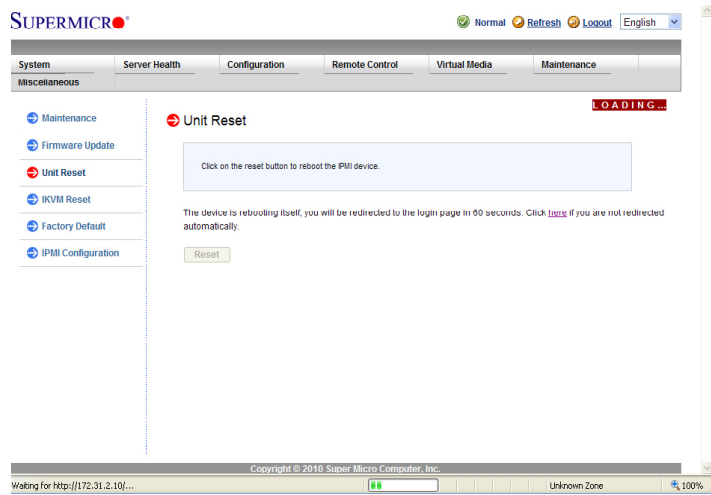 SUPERMICR®
Normal Refresh Logout English
System Server Health Configuration Remote Control Virtual Media Maintenance
Miscellaneous
LOADING...
Maintenance
Firmware Update
Unit Reset
IKVM Reset
Factory Default
IPMI Configuration
Unit Reset
Click on the reset button to reboot the IPMI device.
The device is rebooting itself, you will be redirected to the login page in 60 seconds. Click here if you are not redirected
automatically.
Reset
Copyright © 2010 Super Micro Computer, Inc.
Waiting for http://172.31.2.10/... Unknown Zone 100%